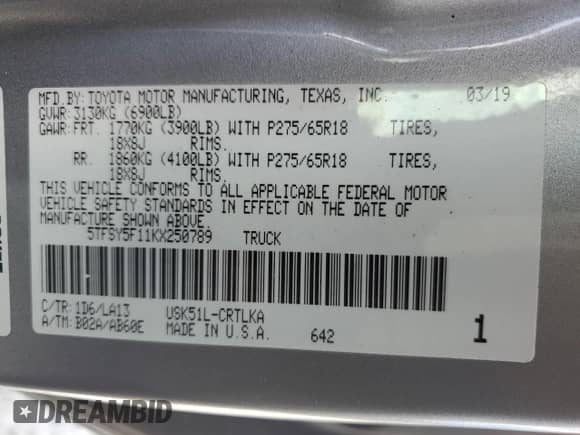 MFD.BY:TOYOTA MOTOR MANUFACTURING, TEXAS, INC. 03/19
GVWR:3130KG (6900LB)
GAWR:FRT. 1770KG (3900LB) WITH P275/65R18 TIRES,
18X8J RIMS.
RR. 1860KG (4100LB) WITH P275/65R18 TIRES,
18X8J RIMS.
THIS VEHICLE CONFORMS TO ALL APPLICABLE FEDERAL MOTOR
VEHICLE SAFETY STANDARDS IN EFFECT ON THE DATE OF
MANUFACTURE SHOWN ABOVE.
5TFSY5F11KX250789 TRUCK
C/TR:1D6/LA13 USK51L-CRTLKA
A/TM:B02A/AB60E MADE IN U.S.A. 642 1
DREAMBID